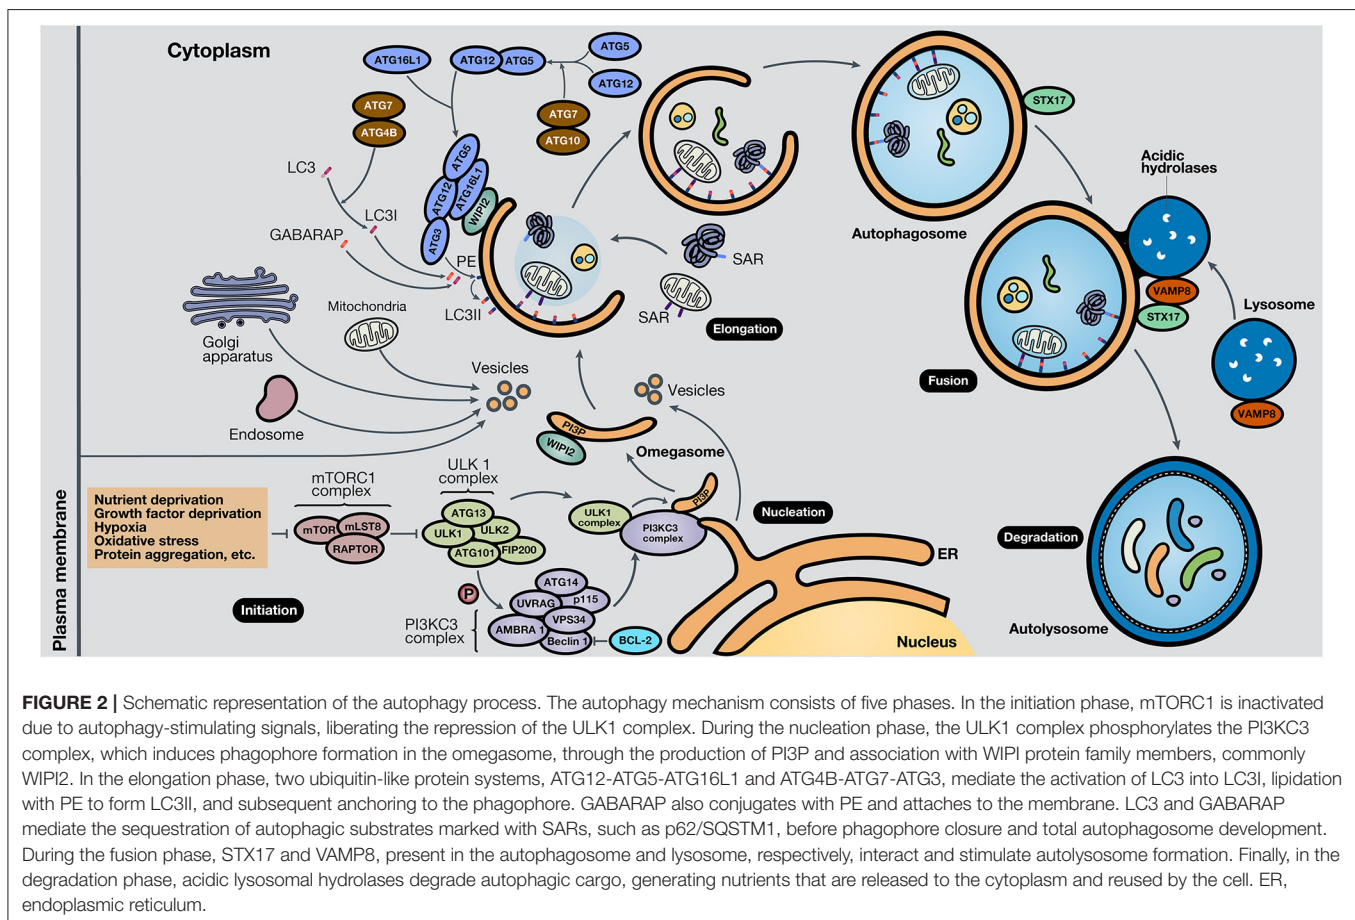 Cytoplasm
ATG16L1
ATG12
ATG5
ATG5
ATG12
ATG7
ATG4B
ATG7
ATG10
LC3
LC3I
GABARAP
ATG5
ATG12
ATG16L1
WIPI2
ATG3
PE
LC3II
SAR
SAR
Elongation
Autophagosome
STX17
Acidic
hydrolases
VAMP8
STX17
Lysosome
VAMP8
Fusion
Golgi
apparatus
Mitochondria
Endosome
Vesicles
Vesicles
PI3P
WIPI2
Omegasome
Plasma membrane
Nutrient deprivation
Growth factor deprivation
Hypoxia
Oxidative stress
Protein aggregation, etc.
mTORC1
complex
mTOR
mLST8
RAPTOR
ULK 1
complex
ATG13
ULK1
ULK2
ATG101
FIP200
Initiation
P
PI3KC3
complex
ATG14
UVRAG
p115
VPS34
AMBRA 1
Beclin 1
BCL-2
ULK1
complex
PI3KC3
complex
PI3P
Nucleation
ER
Nucleus
Degradation
Autolysosome
FIGURE 2 | Schematic representation of the autophagy process. The autophagy mechanism consists of five phases. In the initiation phase, mTORC1 is inactivated
due to autophagy-stimulating signals, liberating the repression of the ULK1 complex. During the nucleation phase, the ULK1 complex phosphorylates the PI3KC3
complex, which induces phagophore formation in the omegasome, through the production of PI3P and association with WIPI protein family members, commonly
WIPI2. In the elongation phase, two ubiquitin-like protein systems, ATG12-ATG5-ATG16L1 and ATG4B-ATG7-ATG3, mediate the activation of LC3 into LC3I, lipidation
with PE to form LC3II, and subsequent anchoring to the phagophore. GABARAP also conjugates with PE and attaches to the membrane. LC3 and GABARAP
mediate the sequestration of autophagic substrates marked with SARs, such as p62/SQSTM1, before phagophore closure and total autophagosome development.
During the fusion phase, STX17 and VAMP8, present in the autophagosome and lysosome, respectively, interact and stimulate autolysosome formation. Finally, in the
degradation phase, acidic lysosomal hydrolases degrade autophagic cargo, generating nutrients that are released to the cytoplasm and reused by the cell. ER,
endoplasmic reticulum.